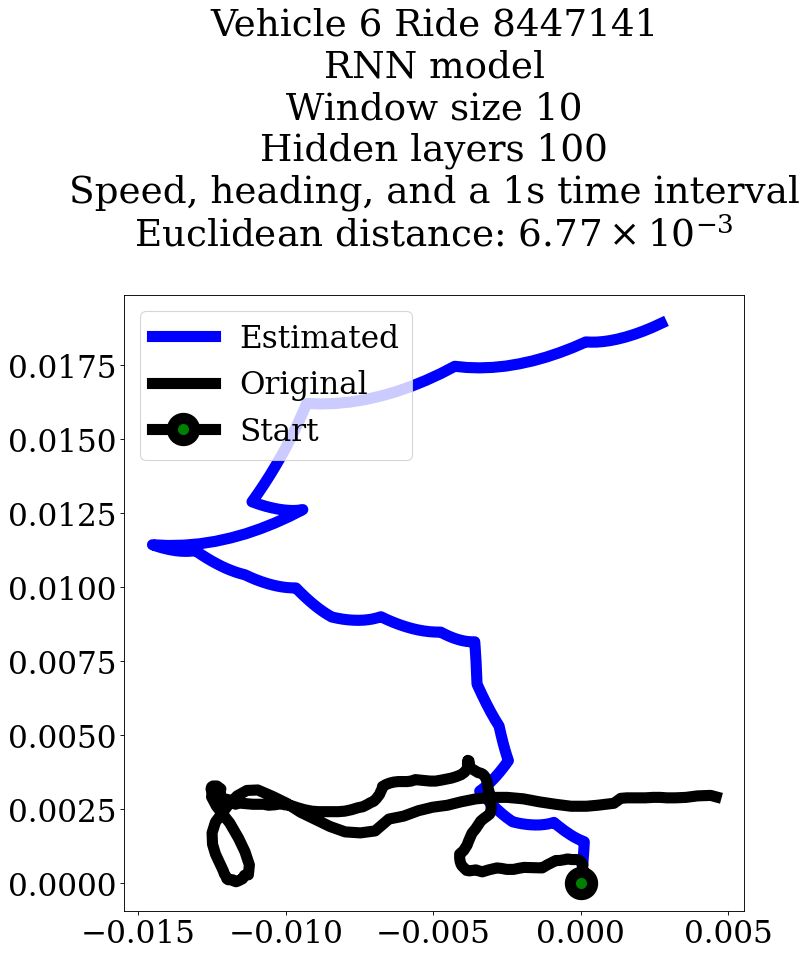 Vehicle 6 Ride 8447141
RNN model
Window size 10
Hidden layers 100
Speed, heading, and a 1s time interval
Euclidean distance: 6.77 × 10⁻³
Estimated
Original
Start
0.0175
0.0150
0.0125
0.0100
0.0075
0.0050
0.0025
0.0000
−0.015 −0.010 −0.005 0.000 0.005